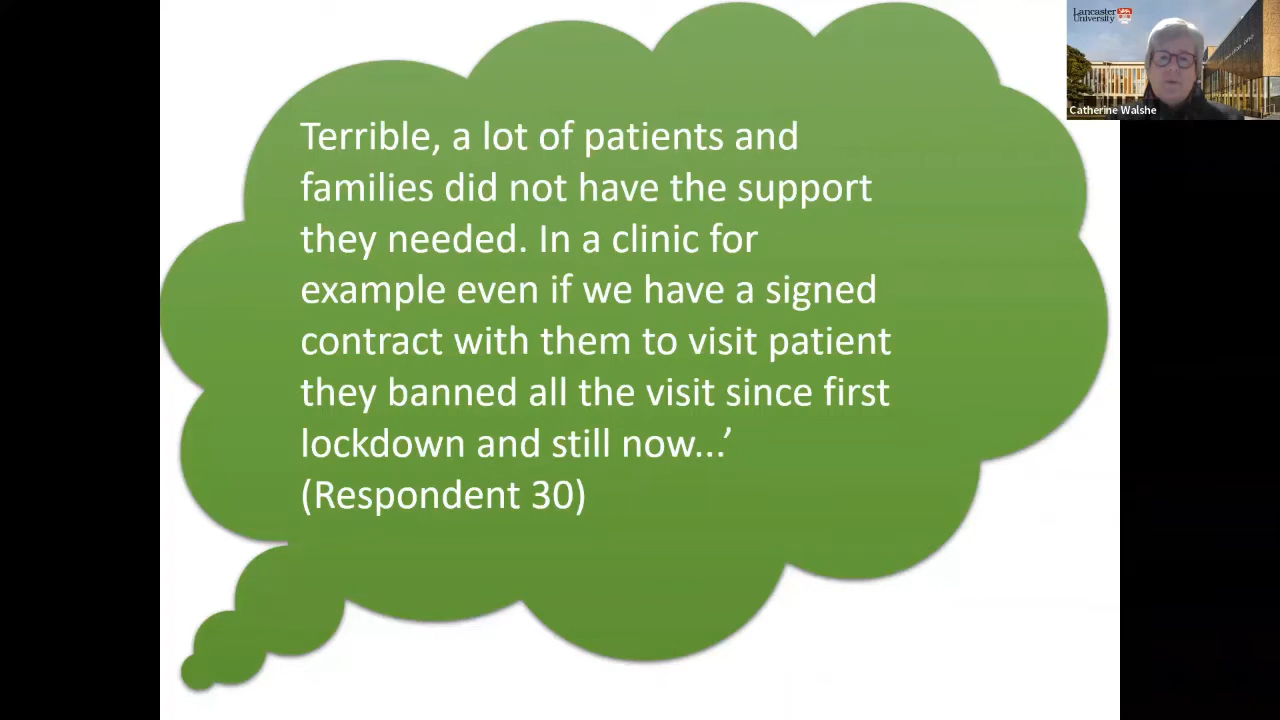 Terrible, a lot of patients and
families did not have the support
they needed. In a clinic for
example even if we have a signed
contract with them to visit patient
they banned all the visit since first
lockdown and still now...’
(Respondent 30)
Lancaster
University
Catherine Walshe